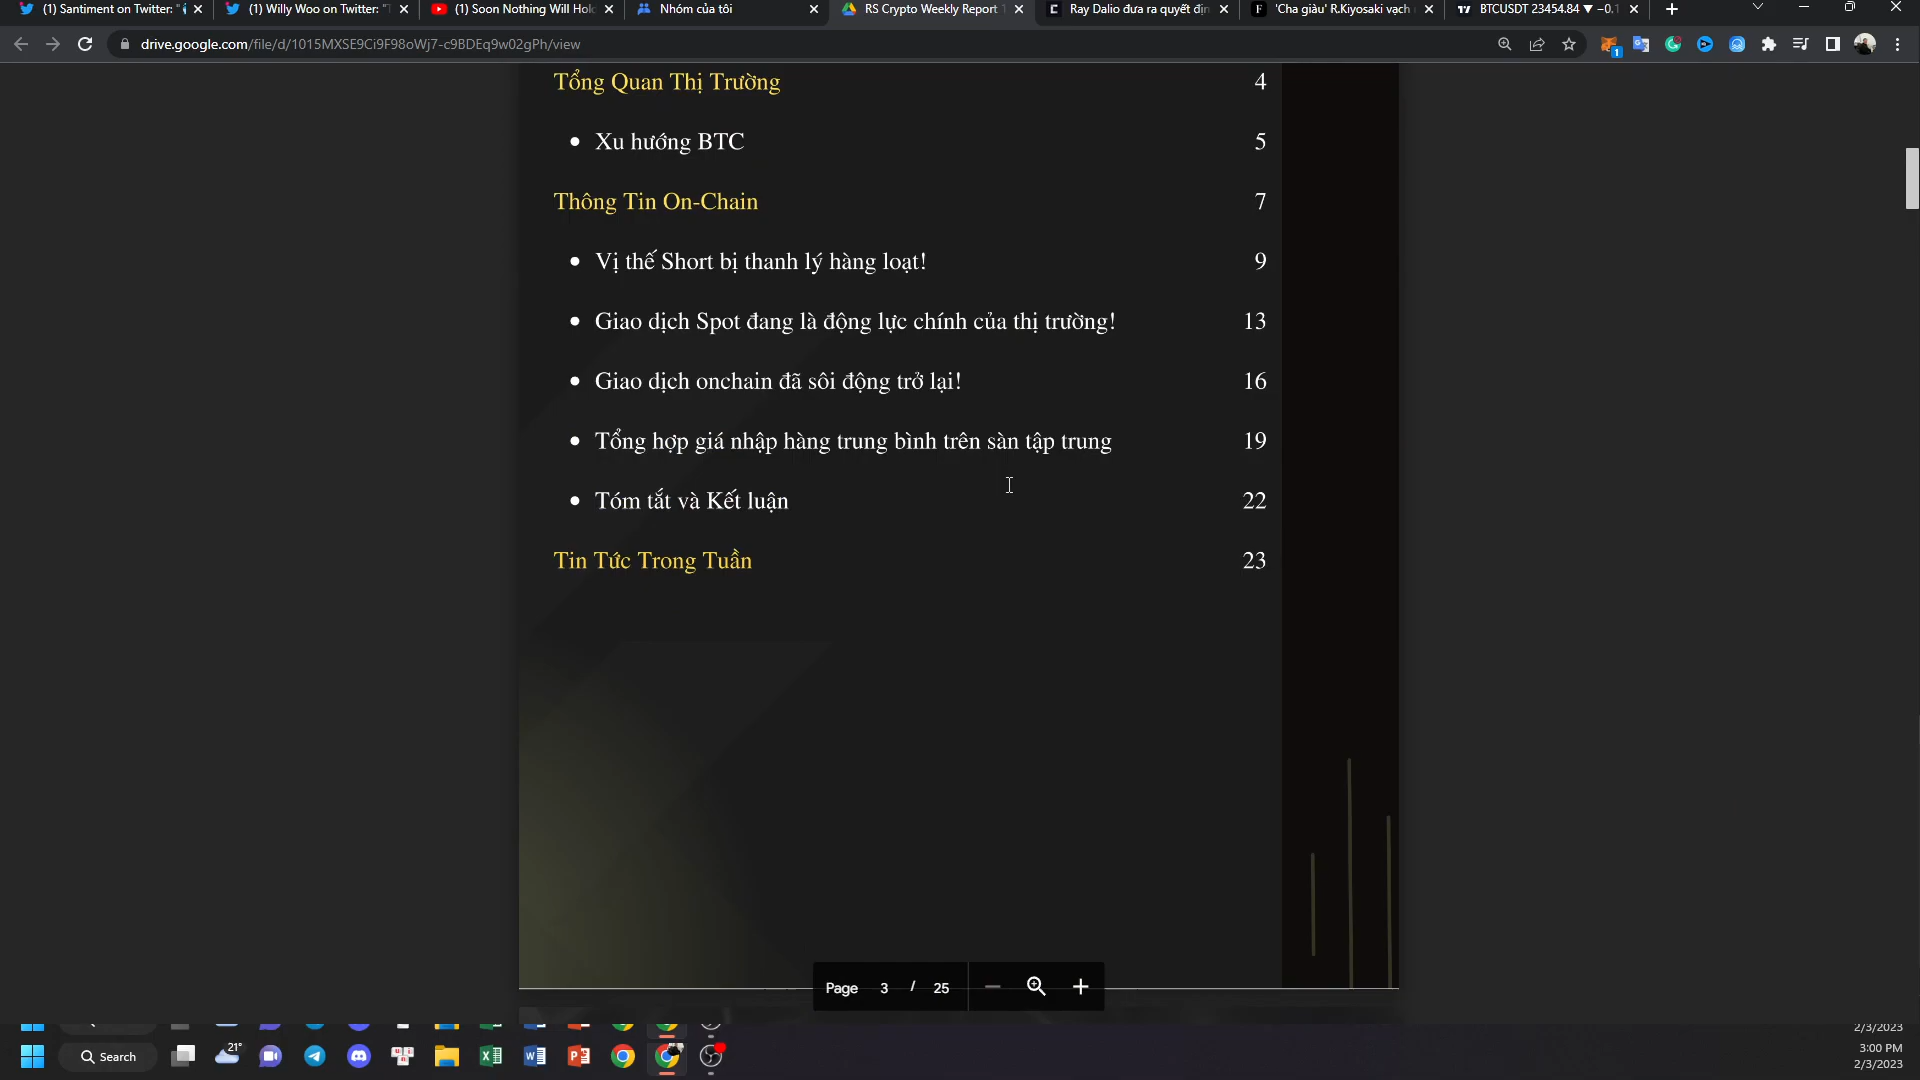 (1) Santiment on Twitter: "
(1) Willy Woo on Twitter: "
(1) Soon Nothing Will Hol
Nhóm của tôi
RS Crypto Weekly Report
Ray Dalio đưa ra quyết địn
'Cha giàu' R.Kiyosaki vạch
BTCUSDT 23454.84 ▼ −0.1
drive.google.com/file/d/1015MXSE9Ci9F98oWj7-c9BDEq9w02gPh/view
1
Tổng Quan Thị Trường 4
• Xu hướng BTC 5
Thông Tin On-Chain 7
• Vị thế Short bị thanh lý hàng loạt! 9
• Giao dịch Spot đang là động lực chính của thị trường! 13
• Giao dịch onchain đã sôi động trở lại! 16
• Tổng hợp giá nhập hàng trung bình trên sàn tập trung 19
• Tóm tắt và Kết luận 22
Tin Tức Trong Tuần 23
Page 3 / 25
2/3/2023
Search
21°
3:00 PM
2/3/2023